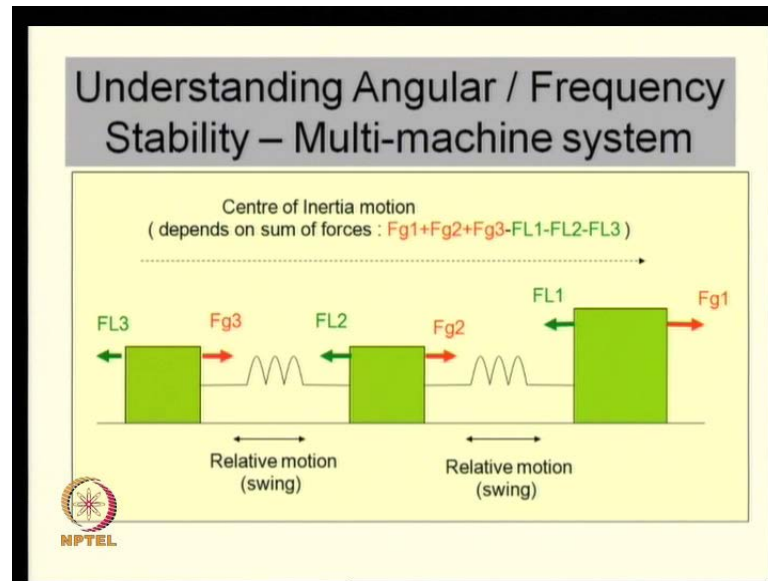 Understanding Angular / Frequency
Stability – Multi-machine system
Centre of Inertia motion
( depends on sum of forces : Fg1+Fg2+Fg3-FL1-FL2-FL3 )
FL1
Fg1
FL3
Fg3
FL2
Fg2
Relative motion
(swing)
Relative motion
(swing)
NPTEL